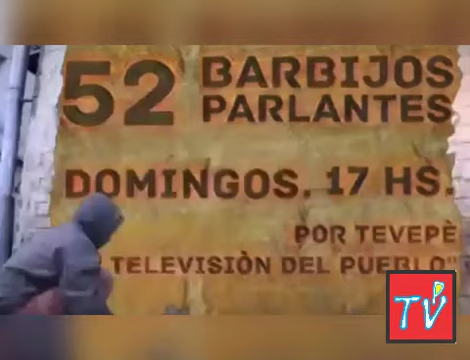 52 BARBIJOS
PARLANTES
DOMINGOS. 17 HS.
POR TEVEPÈ
TELEVISIÒN DEL PUEBLO"
TV